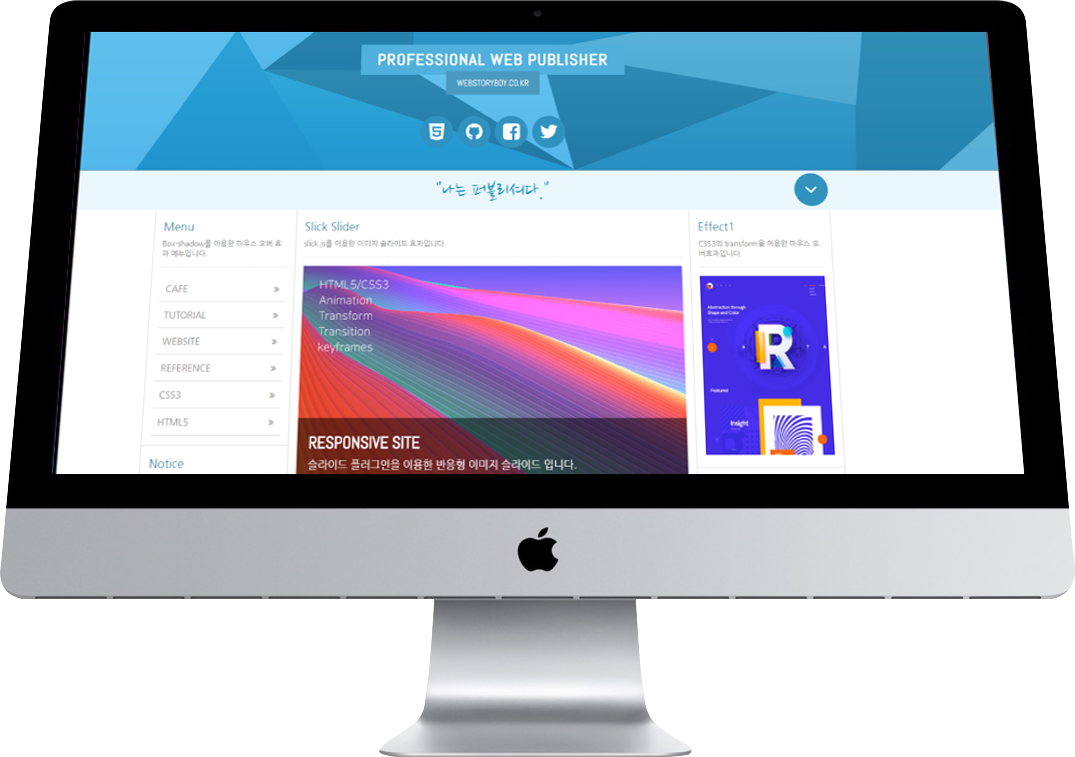 PROFESSIONAL WEB PUBLISHER
WEBSTORYBOY.CO.KR
"나는 퍼블리셔다."
Menu
Box-shadow를 이용한 마우스 오버 효
과 메뉴입니다.
CAFE
TUTORIAL
WEBSITE
REFERENCE
CSS3
HTML5
Notice
Slick Slider
slick.js를 이용한 이미지 슬라이드 효과입니다.
HTML5/CSS3
Animation
Transform
Transition
keyframes
RESPONSIVE SITE
슬라이드 플러그인을 이용한 반응형 이미지 슬라이드 입니다.
Effect1
CSS3의 transform을 이용한 마우스 오
버효과입니다.
Abstraction through
Shape and Color
R
Featured
Insight